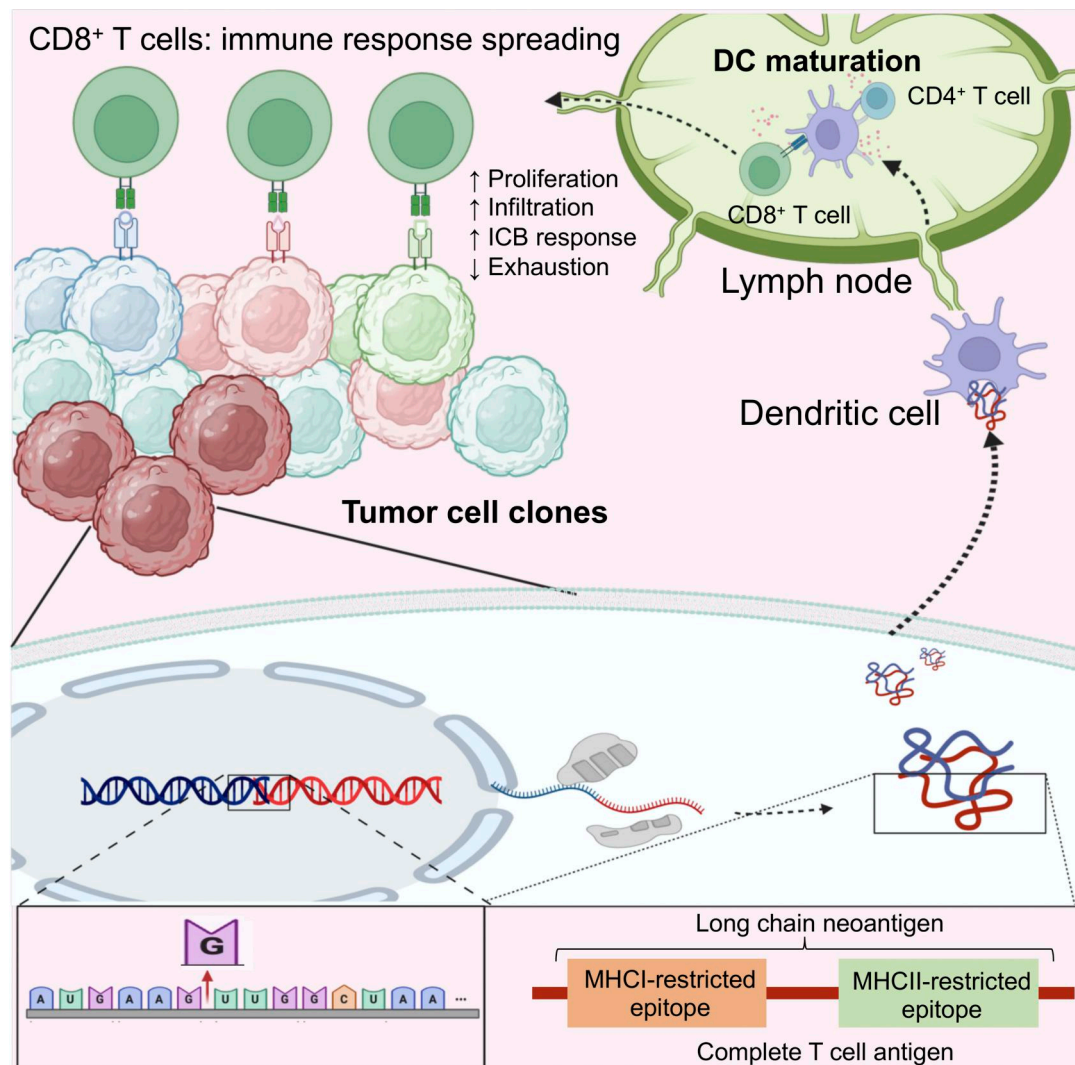 CD8⁺ T cells: immune response spreading
DC maturation
CD4⁺ T cell
CD8⁺ T cell
↑ Proliferation
↑ Infiltration
↑ ICB response
↓ Exhaustion
Lymph node
Dendritic cell
Tumor cell clones
G
A U G A A G U U G G C U A A ...
Long chain neoantigen
MHCI-restricted
epitope
MHCII-restricted
epitope
Complete T cell antigen